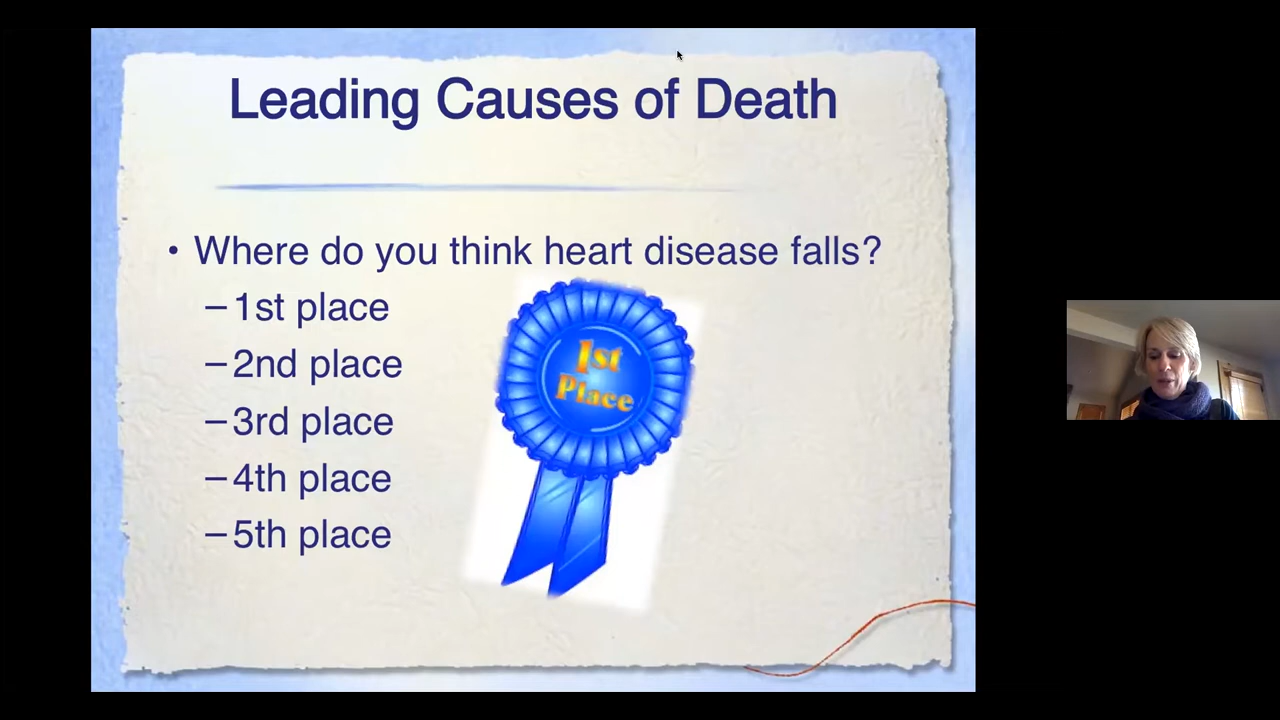 Leading Causes of Death
• Where do you think heart disease falls?
–1st place
–2nd place
–3rd place
–4th place
–5th place
1st
Place